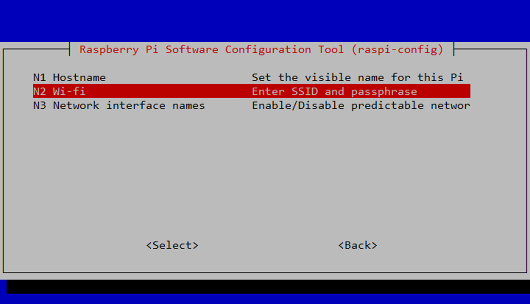 Raspberry Pi Software Configuration Tool (raspi-config)
N1 Hostname Set the visible name for this Pi
N2 Wi-fi Enter SSID and passphrase
N3 Network interface names Enable/Disable predictable networ
<Select> <Back>